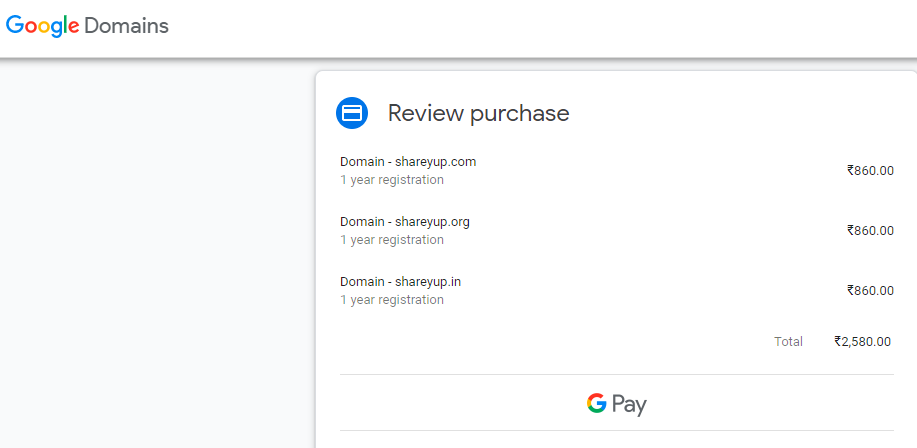 Google Domains
Review purchase
Domain - shareyup.com
1 year registration
₹860.00
Domain - shareyup.org
1 year registration
₹860.00
Domain - shareyup.in
1 year registration
₹860.00
Total ₹2,580.00
G Pay